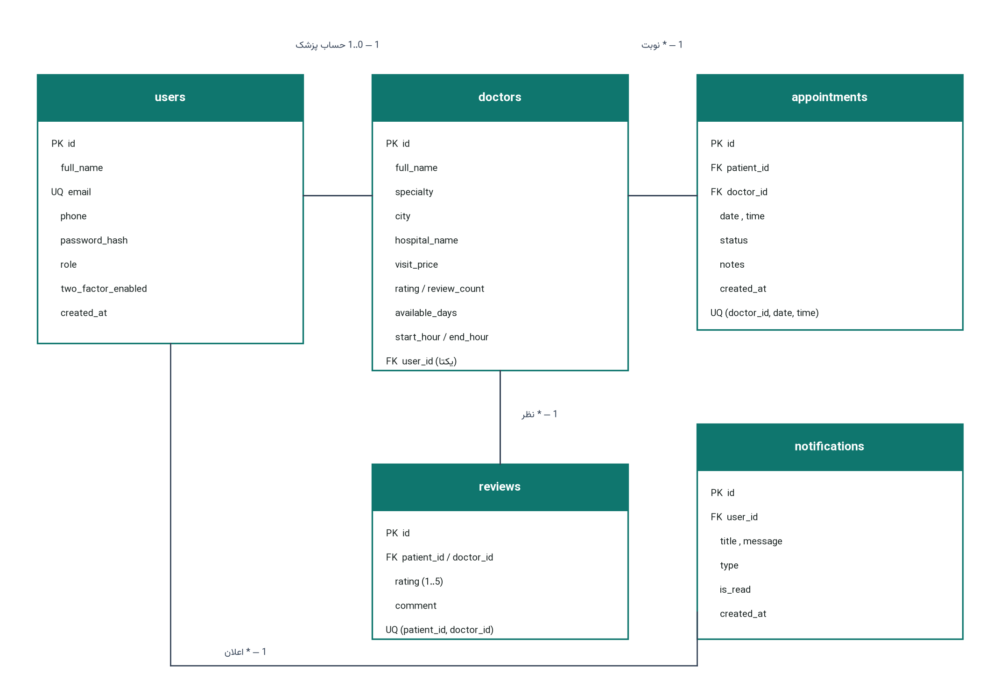 1 — 0..1 حساب پزشک
1 — * نوبت
users
PK id
full_name
UQ email
phone
password_hash
role
two_factor_enabled
created_at
doctors
PK id
full_name
specialty
city
hospital_name
visit_price
rating / review_count
available_days
start_hour / end_hour
FK user_id (یکتا)
appointments
PK id
FK patient_id
FK doctor_id
date , time
status
notes
created_at
UQ (doctor_id, date, time)
1 — * نظر
reviews
PK id
FK patient_id / doctor_id
rating (1..5)
comment
UQ (patient_id, doctor_id)
notifications
PK id
FK user_id
title , message
type
is_read
created_at
1 — * اعلان